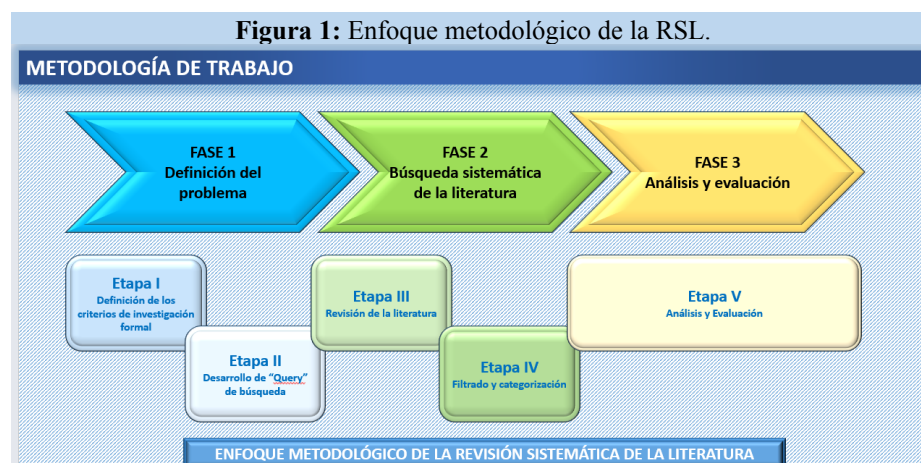 Figura 1: Enfoque metodológico de la RSL.
METODOLOGÍA DE TRABAJO
FASE 1
Definición del
problema
FASE 2
Búsqueda sistemática
de la literatura
FASE 3
Análisis y evaluación
Etapa I
Definición de los
criterios de investigación
formal
Etapa II
Desarrollo de "Query"
de búsqueda
Etapa III
Revisión de la literatura
Etapa IV
Filtrado y categorización
Etapa V
Análisis y Evaluación
ENFOQUE METODOLÓGICO DE LA REVISIÓN SISTEMÁTICA DE LA LITERATURA